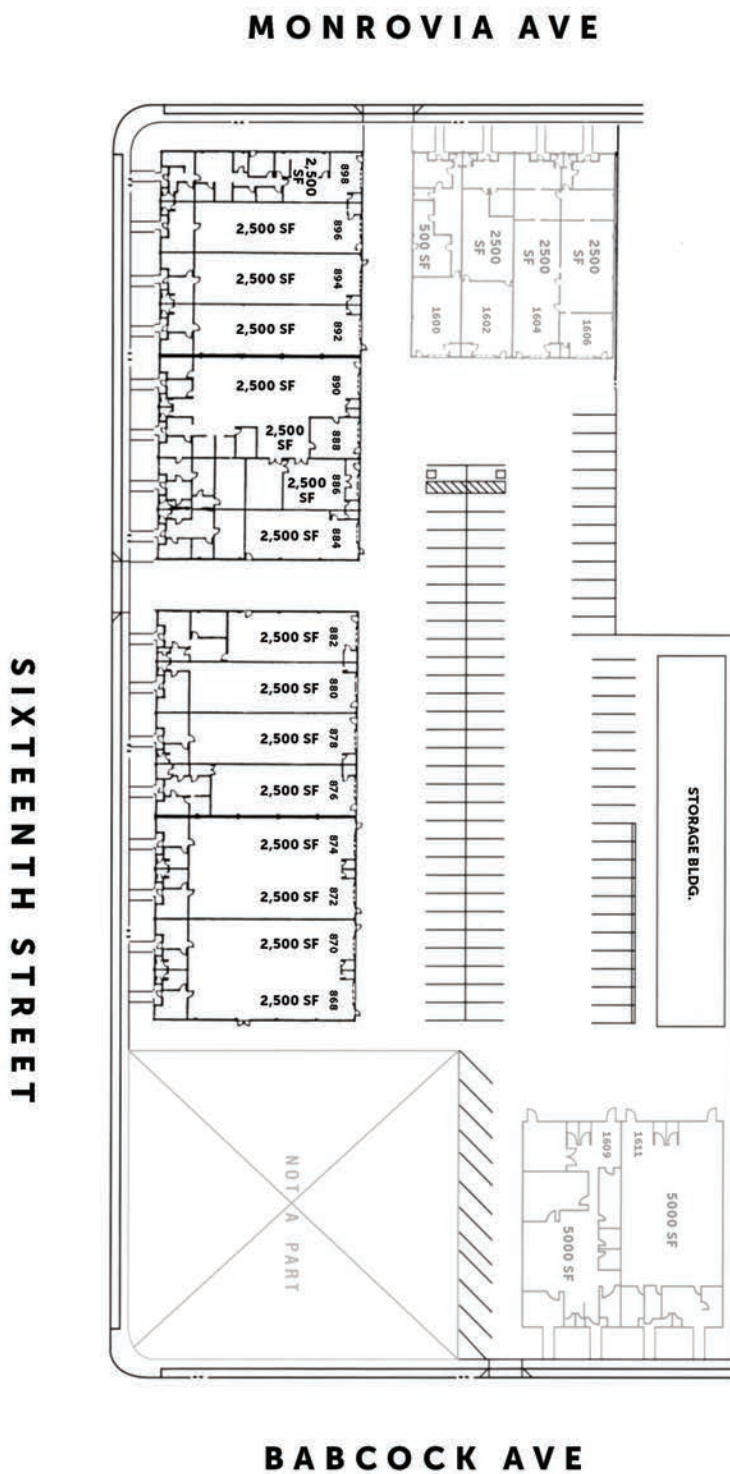 MONROVIA AVE
2,500
SF
898
2,500 SF
896
2,500 SF
894
2,500 SF
892
2,500 SF
890
2,500
SF
888
2,500
SF
886
2,500 SF
884
500 SF
1600
2500
SF
1602
2500
SF
1604
2500
SF
1606
2,500 SF
882
2,500 SF
880
2,500 SF
878
2,500 SF
876
2,500 SF
874
2,500 SF
872
2,500 SF
870
2,500 SF
868
STORAGE BLDG.
SIXTEENTH STREET
NOT A PART
1609
5000 SF
1611
5000 SF
BABCOCK AVE